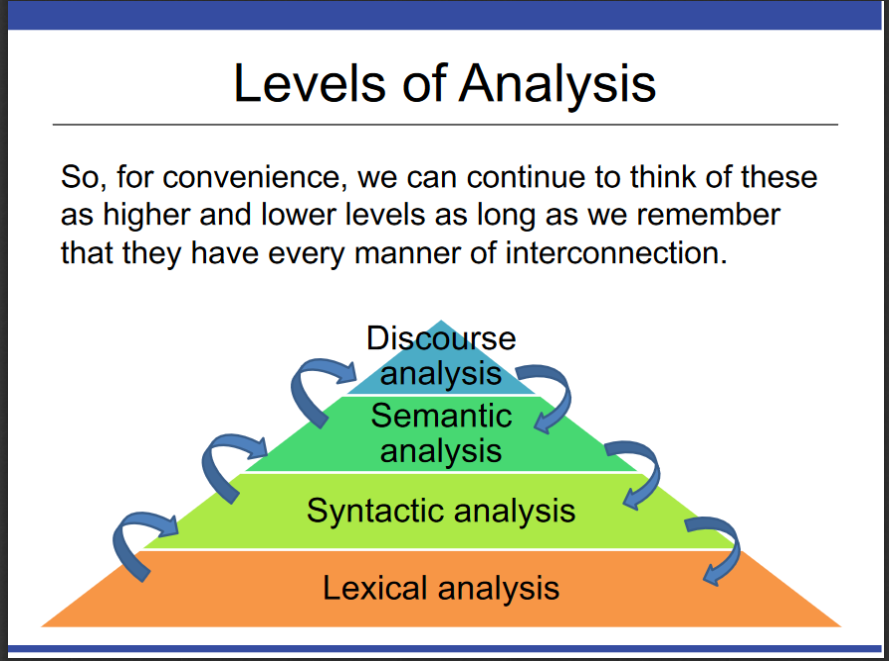 Levels of Analysis
So, for convenience, we can continue to think of these
as higher and lower levels as long as we remember
that they have every manner of interconnection.
Discourse
analysis
Semantic
analysis
Syntactic analysis
Lexical analysis